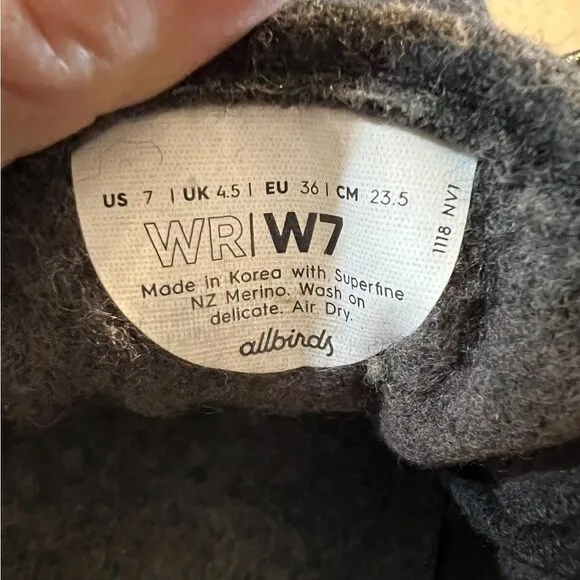 US 7 | UK 4.5 | EU 36 | CM 23.5
WR|W7
Made in Korea with Superfine
NZ Merino. Wash on
delicate. Air Dry.
allbirds
1118 NV1